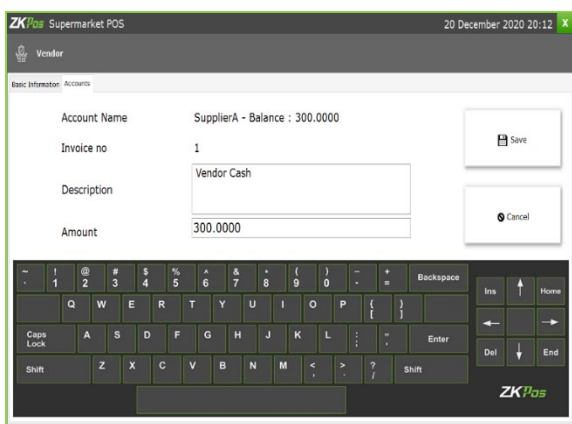 ZKPos Supermarket POS 20 December 2020 20:12 X
Vendor
Basic Information Accounts
Account Name SupplierA - Balance : 300.0000
Invoice no 1
Description Vendor Cash
Amount 300.0000
Save
Cancel
~ ! @ # $ % ^ & * ( ) - + Backspace
1 2 3 4 5 6 7 8 9 0 - =
Q W E R T Y U I O P { }
[ ]
Caps Lock A S D F G H J K L : " Enter
; '
Shift Z X C V B N M < > ? Shift
, . /
Ins Home
Del End
ZKPos